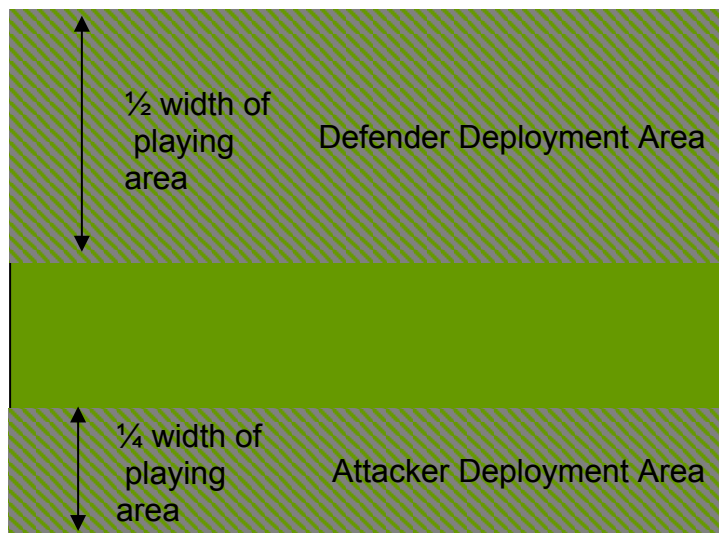 ½ width of
playing
area
Defender Deployment Area
¼ width of
playing
area
Attacker Deployment Area